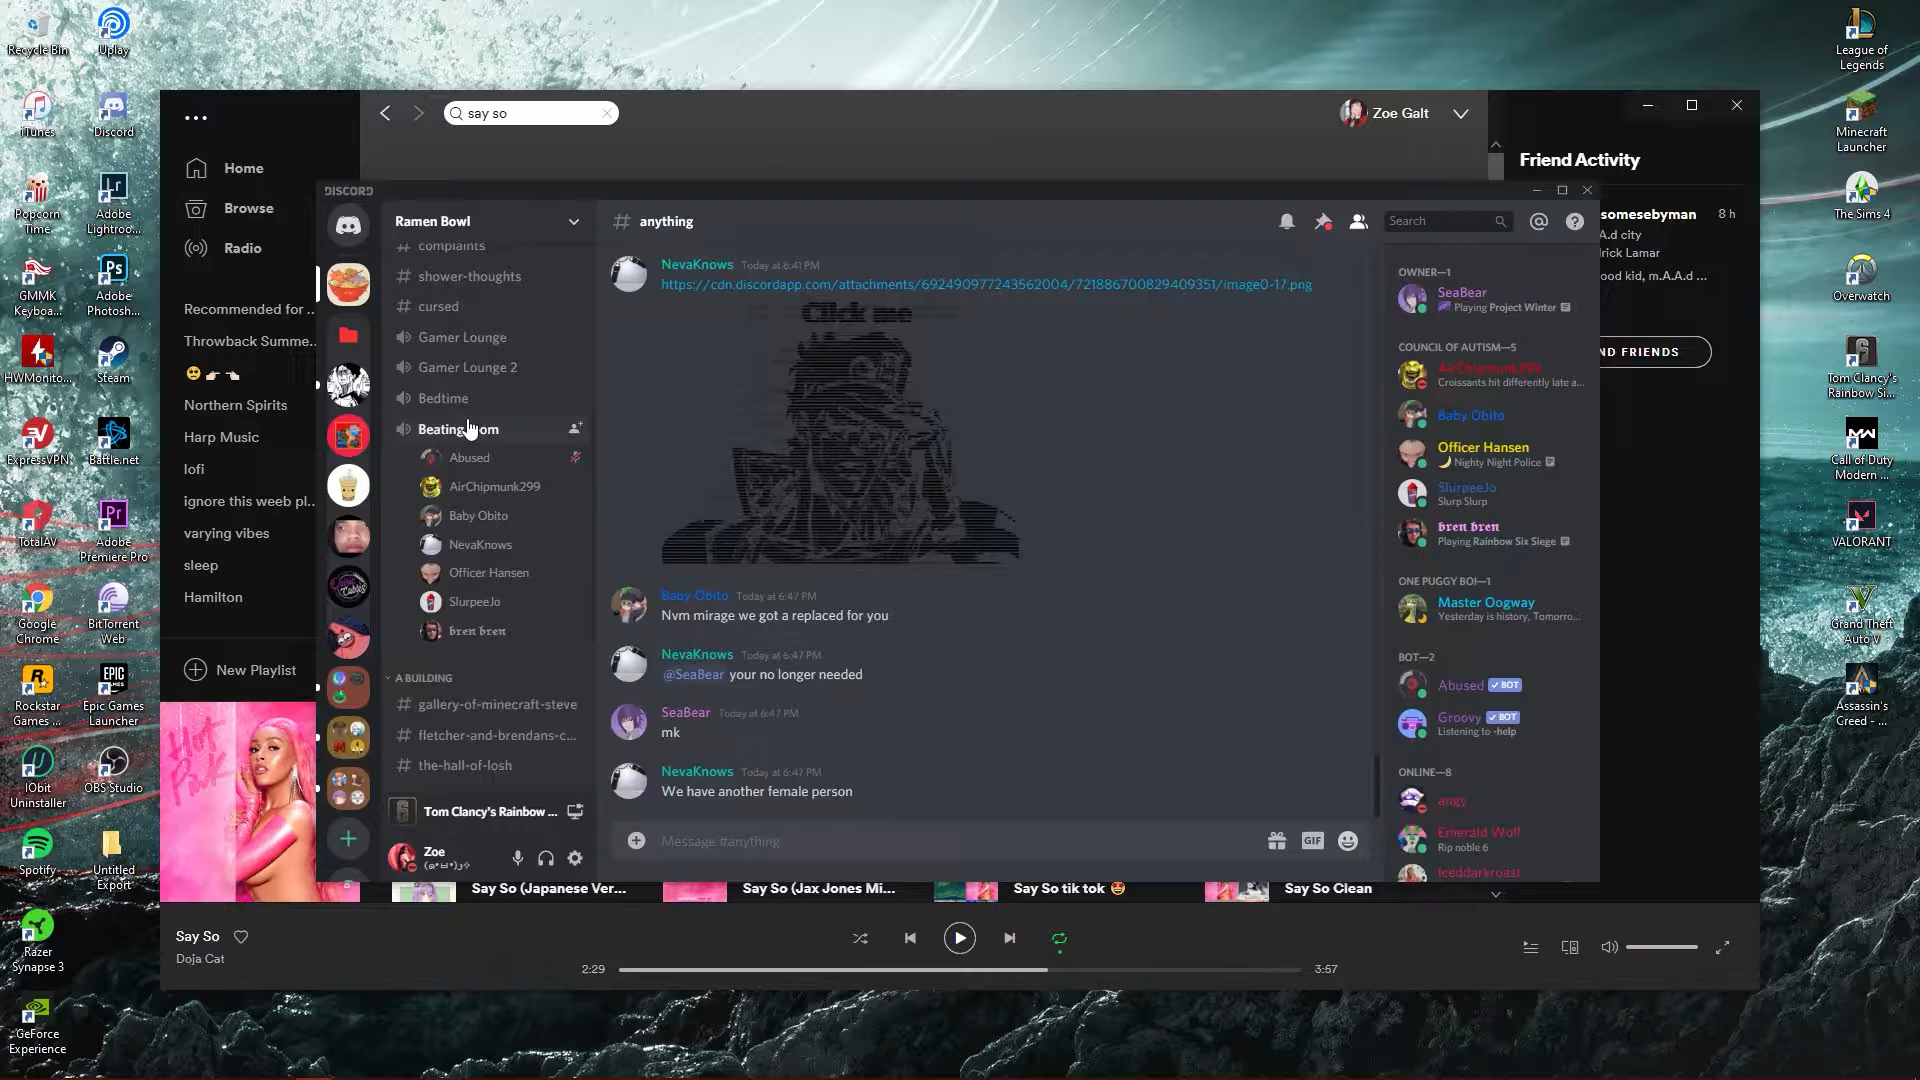 Recycle Bin
Uplay
iTunes
Discord
Popcorn Time
Adobe Lightroo...
GMMK Keyboa...
Adobe Photosh...
HWMonito...
Steam
ExpressVPN
Battle.net
TotalAV
Adobe Premiere Pro
Google Chrome
BitTorrent Web
Rockstar Games ...
Epic Games Launcher
IObit Uninstaller
OBS Studio
Spotify
Untitled Export
Razer Synapse 3
GeForce Experience
say so
Zoe Galt
Home
Browse
Radio
Recommended for ...
Throwback Summe...
🥺 👉 👈
Northern Spirits
Harp Music
lofi
ignore this weeb pl...
varying vibes
sleep
Hamilton
New Playlist
DISCORD
Ramen Bowl
complaints
shower-thoughts
cursed
Gamer Lounge
Gamer Lounge 2
Bedtime
Abused
AirChipmunk299
Baby Obito
NevaKnows
Officer Hansen
SlurpeeJo
𝖇𝖗𝖊𝖓 𝖇𝖗𝖊𝖓
A BUILDING
gallery-of-minecraft-steve
fletcher-and-brendans-c...
the-hall-of-losh
Tom Clancy's Rainbow ...
Zoe
# anything
Search
NevaKnows Today at 6:41 PM
https://cdn.discordapp.com/attachments/692490977243562004/721886700829409351/image0-17.png
Click me
Baby Obito Today at 6:47 PM
Nvm mirage we got a replaced for you
NevaKnows Today at 6:47 PM
@SeaBear your no longer needed
SeaBear Today at 6:47 PM
mk
NevaKnows Today at 6:47 PM
We have another female person
Message #anything
GIF
OWNER—1
SeaBear
Playing Project Winter
COUNCIL OF AUTISM—5
AirChipmunk299
Croissants hit differently late a...
Baby Obito
Officer Hansen
🌙 Nighty Night Police
SlurpeeJo
Slurp Slurp
𝖇𝖗𝖊𝖓 𝖇𝖗𝖊𝖓
Playing Rainbow Six Siege
ONE PUGGY BOI—1
Master Oogway
Yesterday is history, Tomorro...
BOT—2
Abused BOT
Groovy BOT
Listening to -help
ONLINE—8
angy
Emerald Woll
Rip noble 6
Iceddarkroast
Friend Activity
somesebyman 8 h
A.d city
drick Lamar
ood kid, m.A.A.d ...
ND FRIENDS
Say So (Japanese Ver...
Say So (Jax Jones Mi...
Say So tik tok 🤩
Say So Clean
Say So
Doja Cat
2:29
3:57
League of Legends
Minecraft Launcher
The Sims 4
Overwatch
Tom Clancy's Rainbow Si...
Call of Duty Modern ...
VALORANT
Grand Theft Auto V
Assassin's Creed - ...